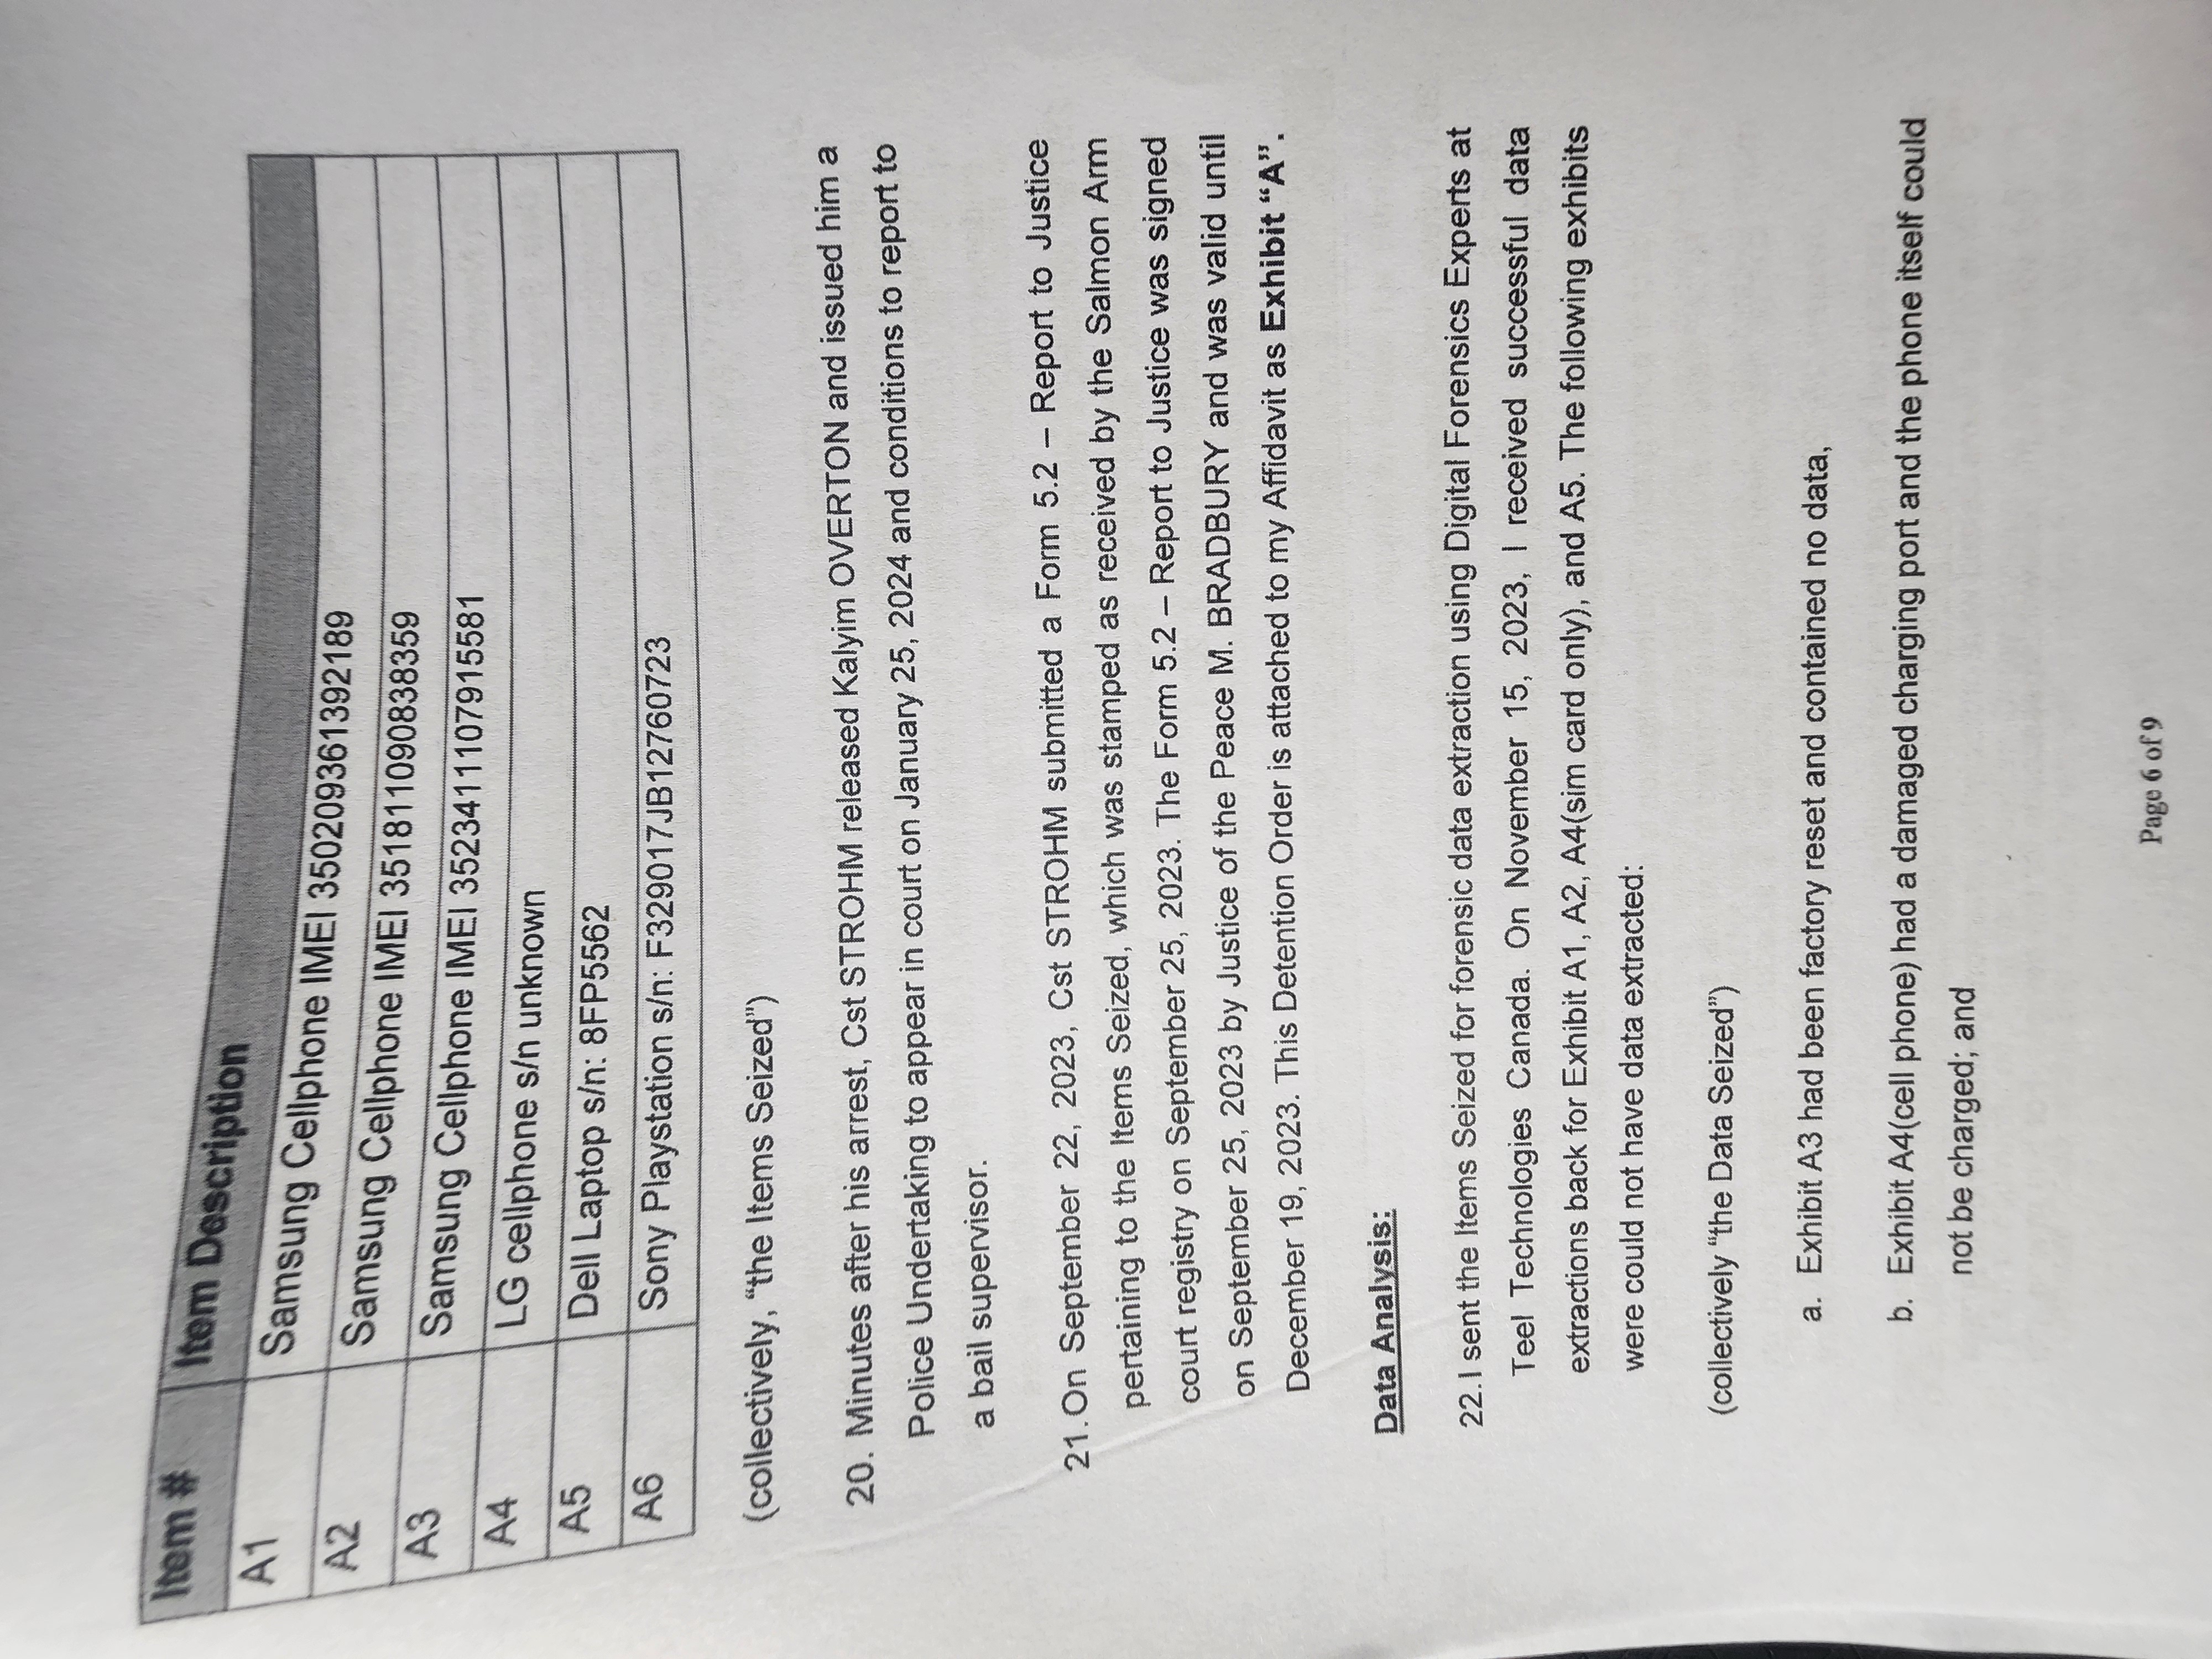 Item # Item Description
A1 Samsung Cellphone IMEI 350209361392189
A2 Samsung Cellphone IMEI 351811090838359
A3 Samsung Cellphone IMEI 3523411107915581
A4 LG cellphone s/n unknown
A5 Dell Laptop s/n: 8FP5562
A6 Sony Playstation s/n: F329017JB12760723
(collectively, “the Items Seized”)
20. Minutes after his arrest, Cst STROHM released Kalyim OVERTON and issued him a
Police Undertaking to appear in court on January 25, 2024 and conditions to report to
a bail supervisor.
21. On September 22, 2023, Cst STROHM submitted a Form 5.2 – Report to Justice
pertaining to the Items Seized, which was stamped as received by the Salmon Arm
court registry on September 25, 2023. The Form 5.2 – Report to Justice was signed
on September 25, 2023 by Justice of the Peace M. BRADBURY and was valid until
December 19, 2023. This Detention Order is attached to my Affidavit as Exhibit “A”.
Data Analysis:
22. I sent the Items Seized for forensic data extraction using Digital Forensics Experts at
Teel Technologies Canada. On November 15, 2023, I received successful data
extractions back for Exhibit A1, A2, A4(sim card only), and A5. The following exhibits
were could not have data extracted:
(collectively “the Data Seized”)
a. Exhibit A3 had been factory reset and contained no data,
b. Exhibit A4(cell phone) had a damaged charging port and the phone itself could
not be charged; and
Page 6 of 9